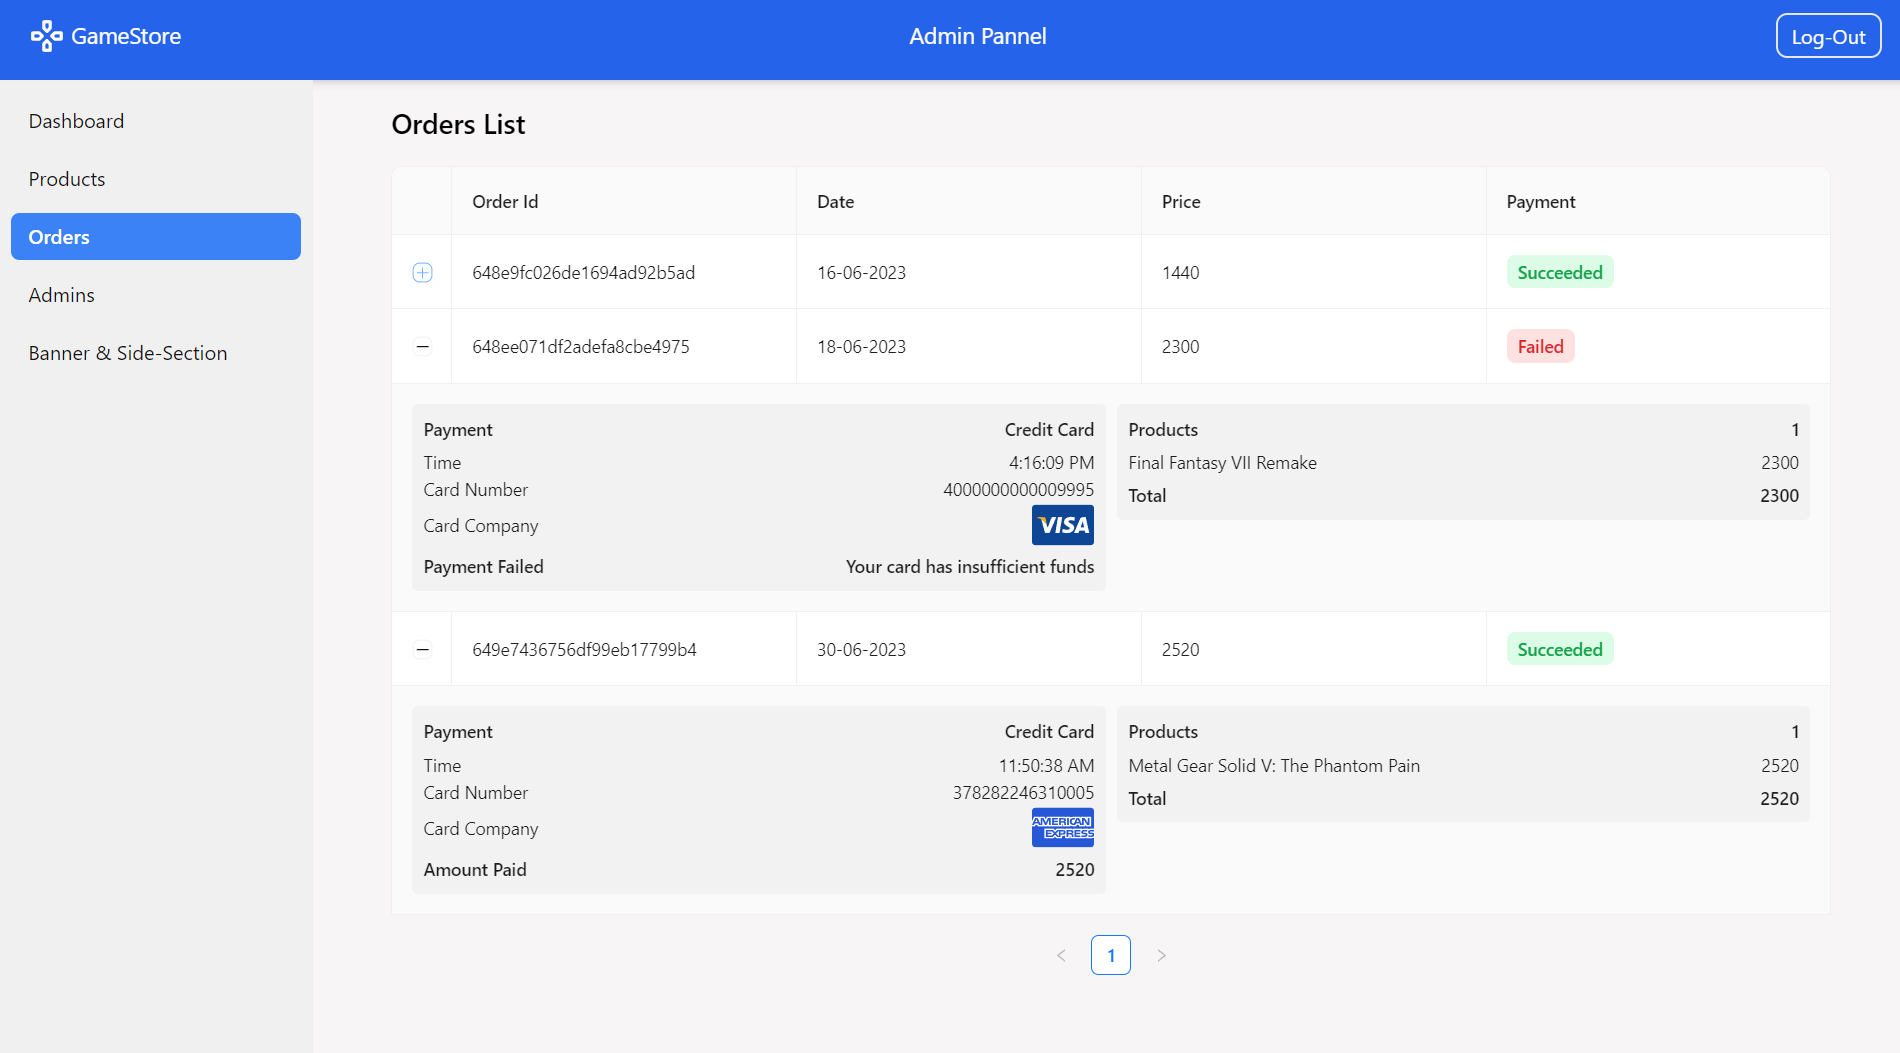 GameStore
Admin Pannel
Log-Out
Dashboard
Products
Orders
Admins
Banner & Side-Section
Orders List
Order Id Date Price Payment
648e9fc026de1694ad92b5ad 16-06-2023 1440 Succeeded
648ee071df2adefa8cbe4975 18-06-2023 2300 Failed
Payment Credit Card
Time 4:16:09 PM
Card Number 4000000000009995
Card Company VISA
Payment Failed Your card has insufficient funds
Products 1
Final Fantasy VII Remake 2300
Total 2300
649e7436756df99eb17799b4 30-06-2023 2520 Succeeded
Payment Credit Card
Time 11:50:38 AM
Card Number 378282246310005
Card Company AMERICAN EXPRESS
Amount Paid 2520
Products 1
Metal Gear Solid V: The Phantom Pain 2520
Total 2520
< 1 >